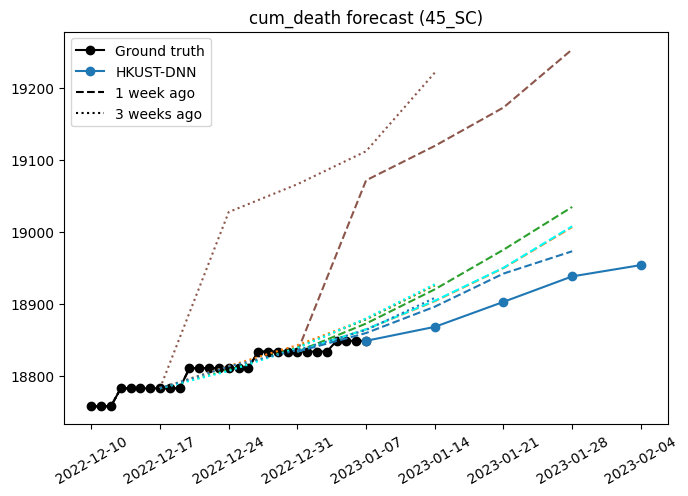 cum_death forecast (45_SC)
Ground truth
HKUST-DNN
1 week ago
3 weeks ago
19200
19100
19000
18900
18800
2022-12-10
2022-12-17
2022-12-24
2022-12-31
2023-01-07
2023-01-14
2023-01-21
2023-01-28
2023-02-04